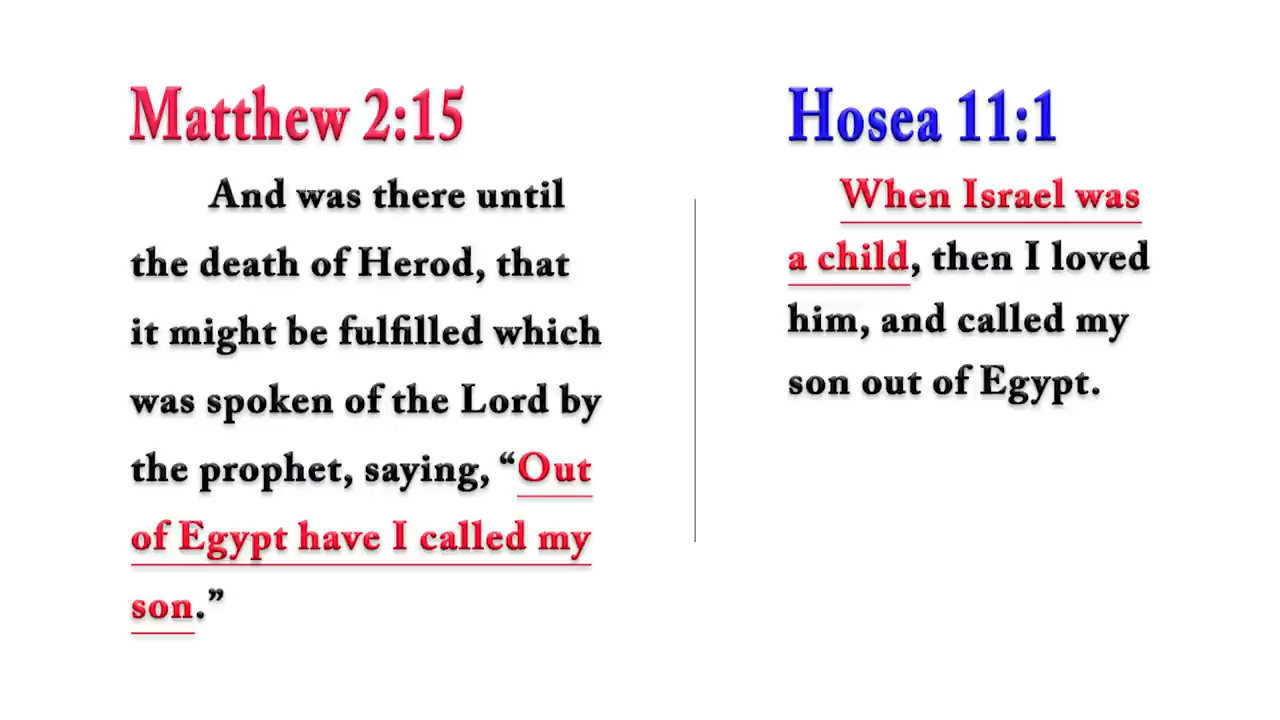 Matthew 2:15
And was there until
the death of Herod, that
it might be fulfilled which
was spoken of the Lord by
the prophet, saying, “Out
of Egypt have I called my
son.”
Hosea 11:1
When Israel was
a child, then I loved
him, and called my
son out of Egypt.